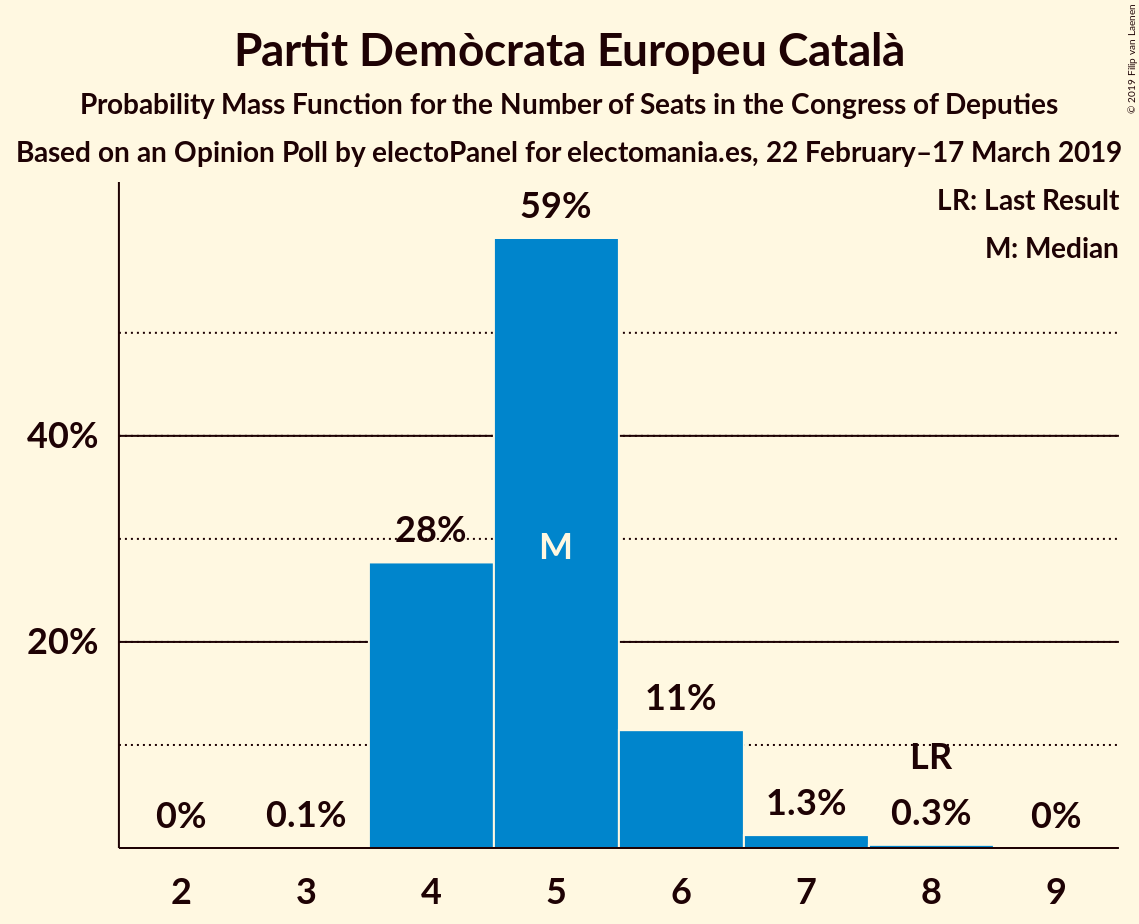 Partit Demòcrata Europeu Català
Probability Mass Function for the Number of Seats in the Congress of Deputies
Based on an Opinion Poll by electoPanel for electomania.es, 22 February–17 March 2019
© 2019 Filip van Laenen
LR: Last Result
M: Median
59%
40%
28%
M
20%
11%
LR
0% 0.1% 1.3% 0.3% 0%
2 3 4 5 6 7 8 9